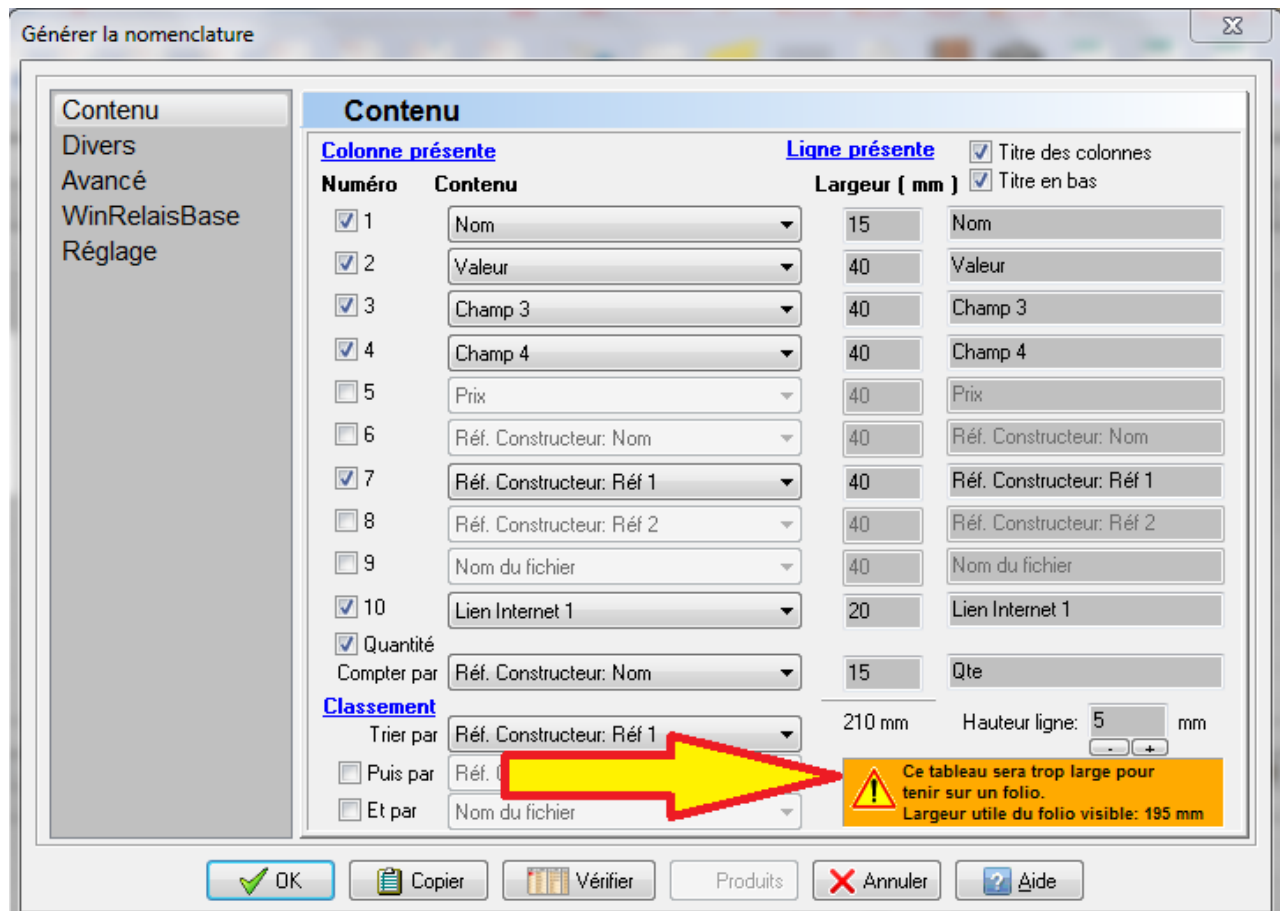 Générer la nomenclature
Contenu
Divers
Avancé
WinRelaisBase
Réglage
Contenu
Colonne présente Ligne présente Titre des colonnes
Numéro Contenu Largeur ( mm ) Titre en bas
1 Nom 15 Nom
2 Valeur 40 Valeur
3 Champ 3 40 Champ 3
4 Champ 4 40 Champ 4
5 Prix 40 Prix
6 Réf. Constructeur: Nom 40 Réf. Constructeur: Nom
7 Réf. Constructeur: Réf 1 40 Réf. Constructeur: Réf 1
8 Réf. Constructeur: Réf 2 40 Réf. Constructeur: Réf 2
9 Nom du fichier 40 Nom du fichier
10 Lien Internet 1 20 Lien Internet 1
Quantité
Compter par Réf. Constructeur: Nom 15 Qte
Classement
Trier par Réf. Constructeur: Réf 1 210 mm Hauteur ligne: 5 mm
- +
Puis par Réf.
Et par Nom du fichier
Ce tableau sera trop large pour
tenir sur un folio.
Largeur utile du folio visible: 195 mm
OK Copier Vérifier Produits Annuler Aide